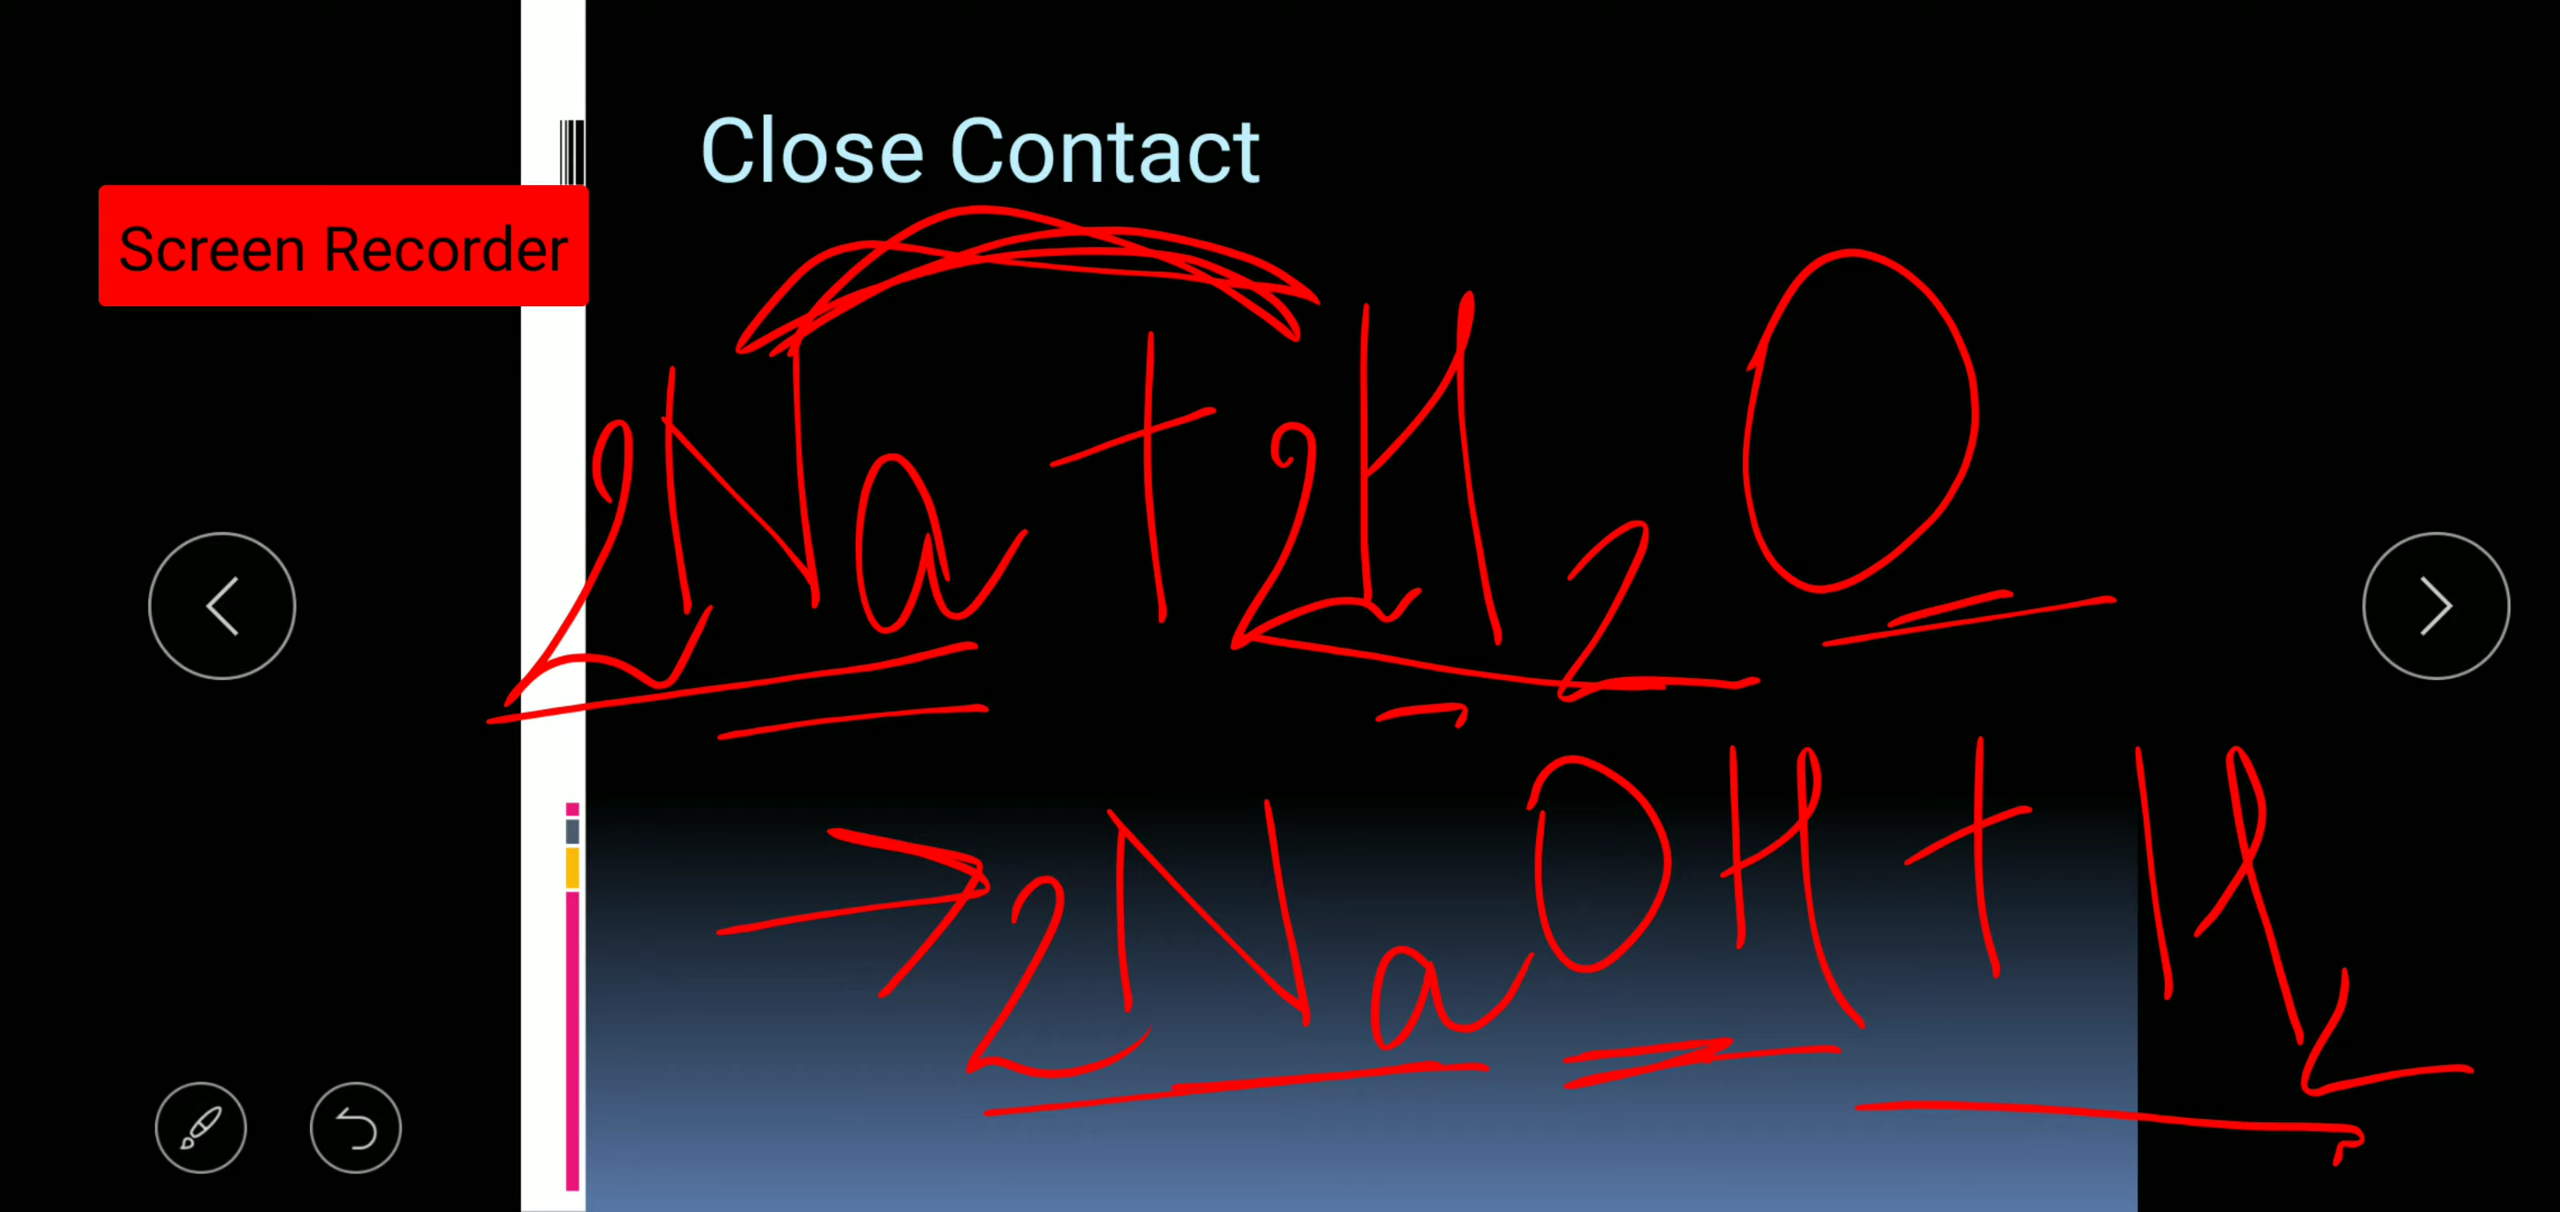 Close Contact
Screen Recorder
2Na + 2H2O
→ 2NaOH + H2